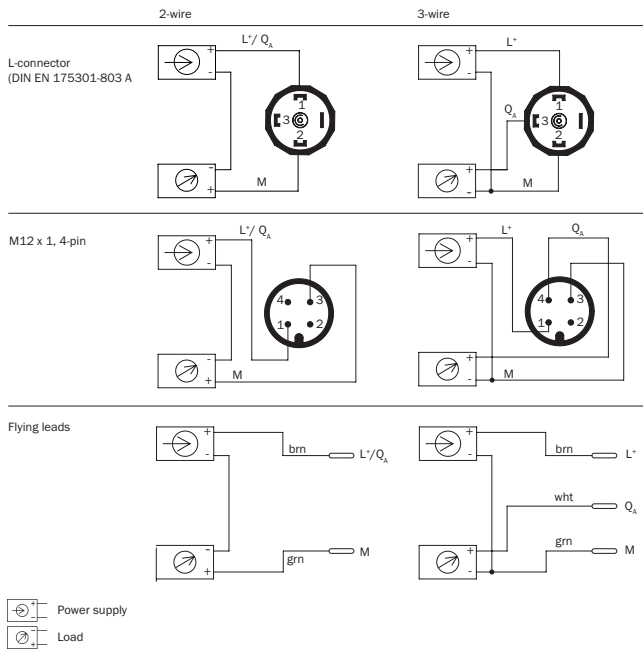 2-wire 3-wire
L-connector
(DIN EN 175301-803 A
+ L⁺/ Q_A + L⁺
- -
1 1
3 3 Q_A
2 2
- +
+ M - M
M12 x 1, 4-pin
+ L⁺/ Q_A + L⁺ Q_A
- -
4 3 4 3
1 2 1 2
- +
+ M - M
Flying leads
+ brn L⁺/Q_A + brn L⁺
- -
wht Q_A
- +
+ grn M - grn M
+
- Power supply
-
+ Load